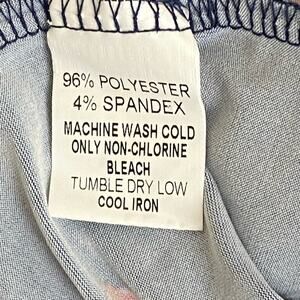 96% POLYESTER
4% SPANDEX
MACHINE WASH COLD
ONLY NON-CHLORINE
BLEACH
TUMBLE DRY LOW
COOL IRON